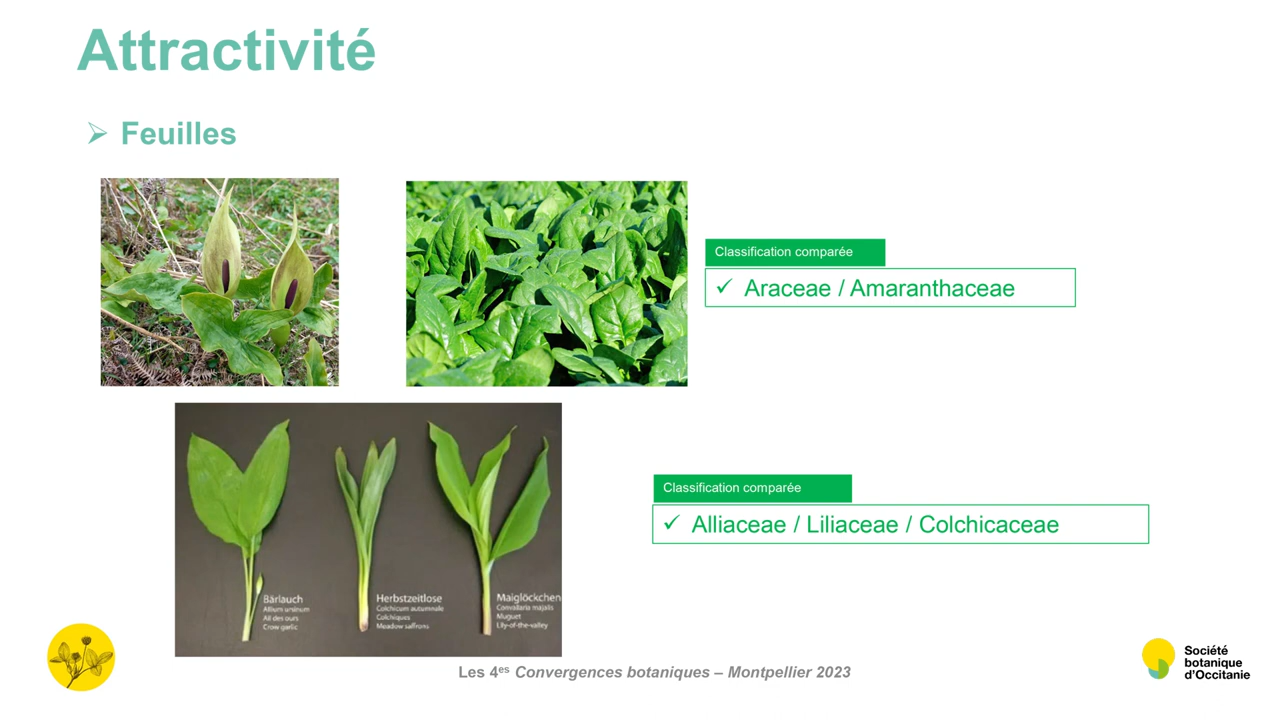 Attractivité
Feuilles
Classification comparée
Araceae / Amaranthaceae
Classification comparée
Alliaceae / Liliaceae / Colchicaceae
Bärlauch
Allium ursinum
Ail des ours
Crow garlic
Herbstzeitlose
Colchicum autumnale
Colchiques
Meadow saffrons
Maiglöckchen
Convallaria majalis
Muguet
Lily-of-the-valley
Les 4es Convergences botaniques – Montpellier 2023
Société
botanique
d'Occitanie